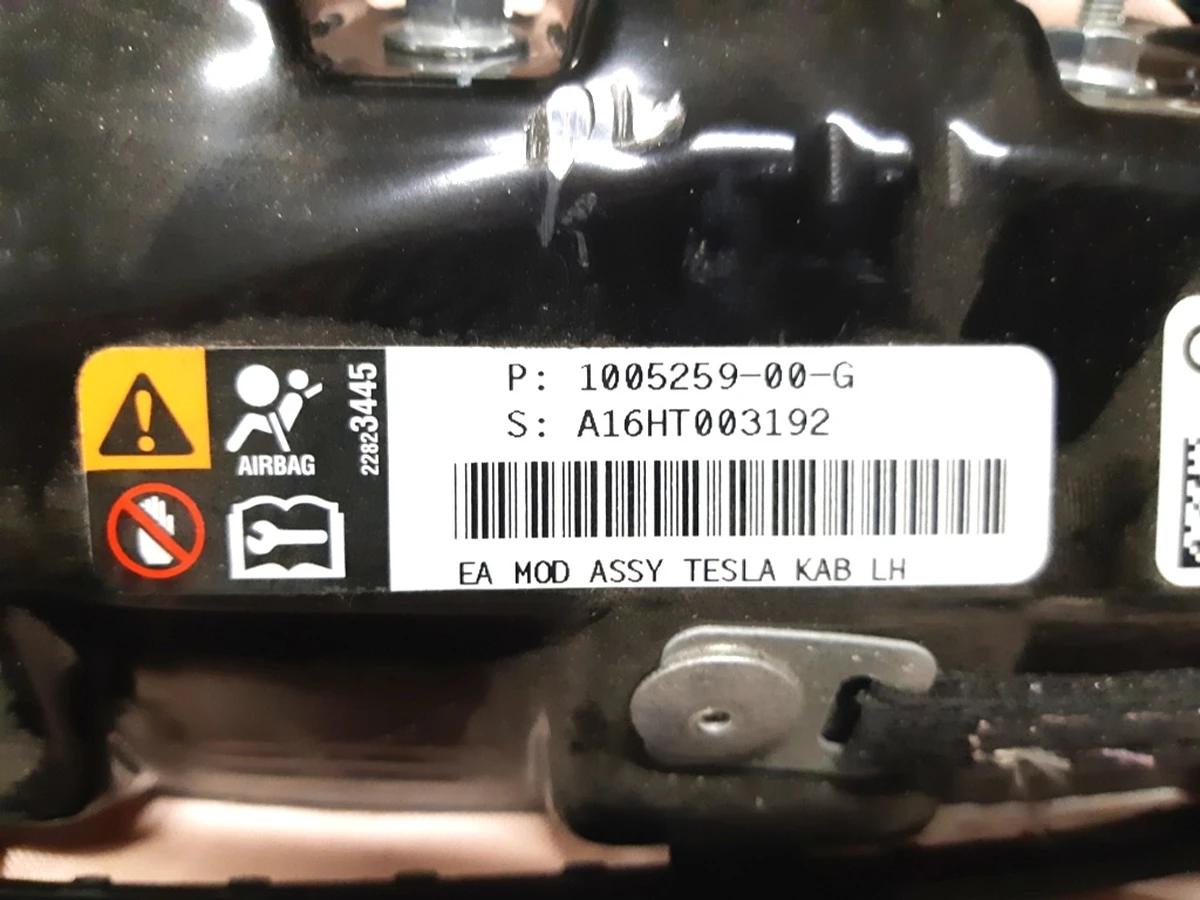 P: 1005259-00-G
S: A16HT003192
EA MOD ASSY TESLA KAB LH
AIRBAG
22823445